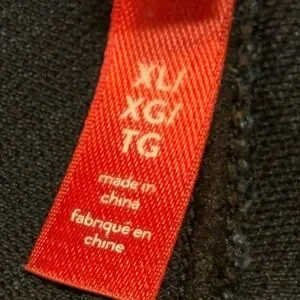 XL/
XG/
TG
made in
china
fabriqué en
chine